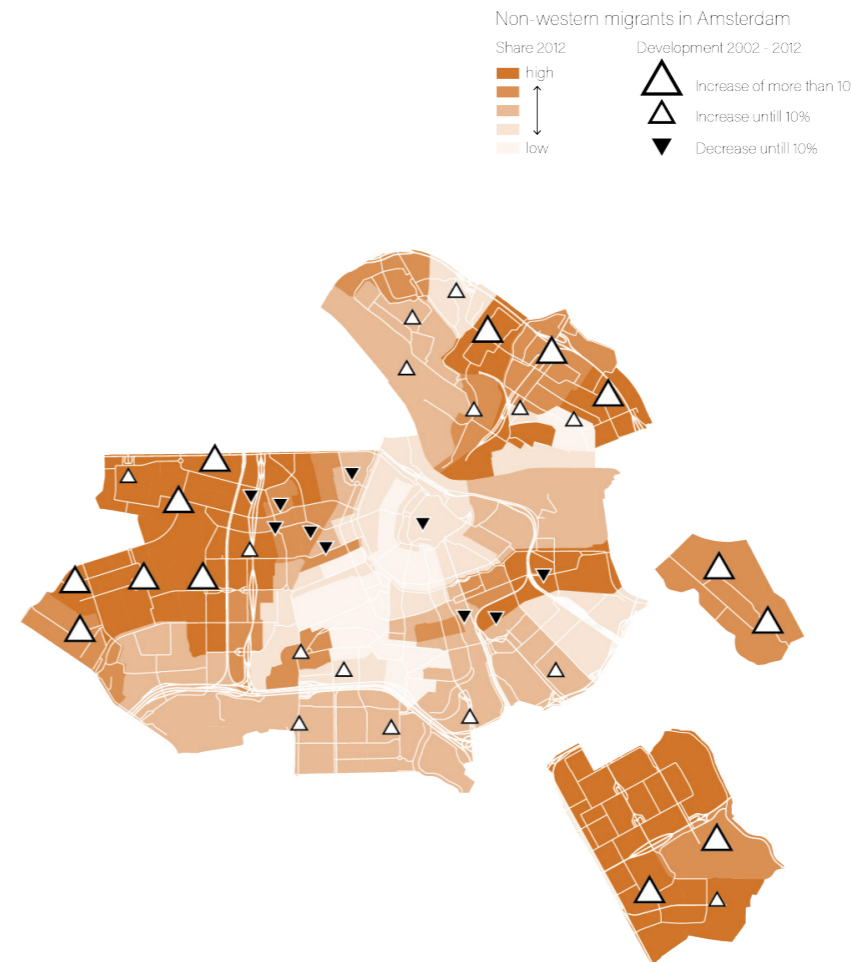 Non-western migrants in Amsterdam
Share 2012
Development 2002 - 2012
high
low
Increase of more than 10
Increase untill 10%
Decrease untill 10%